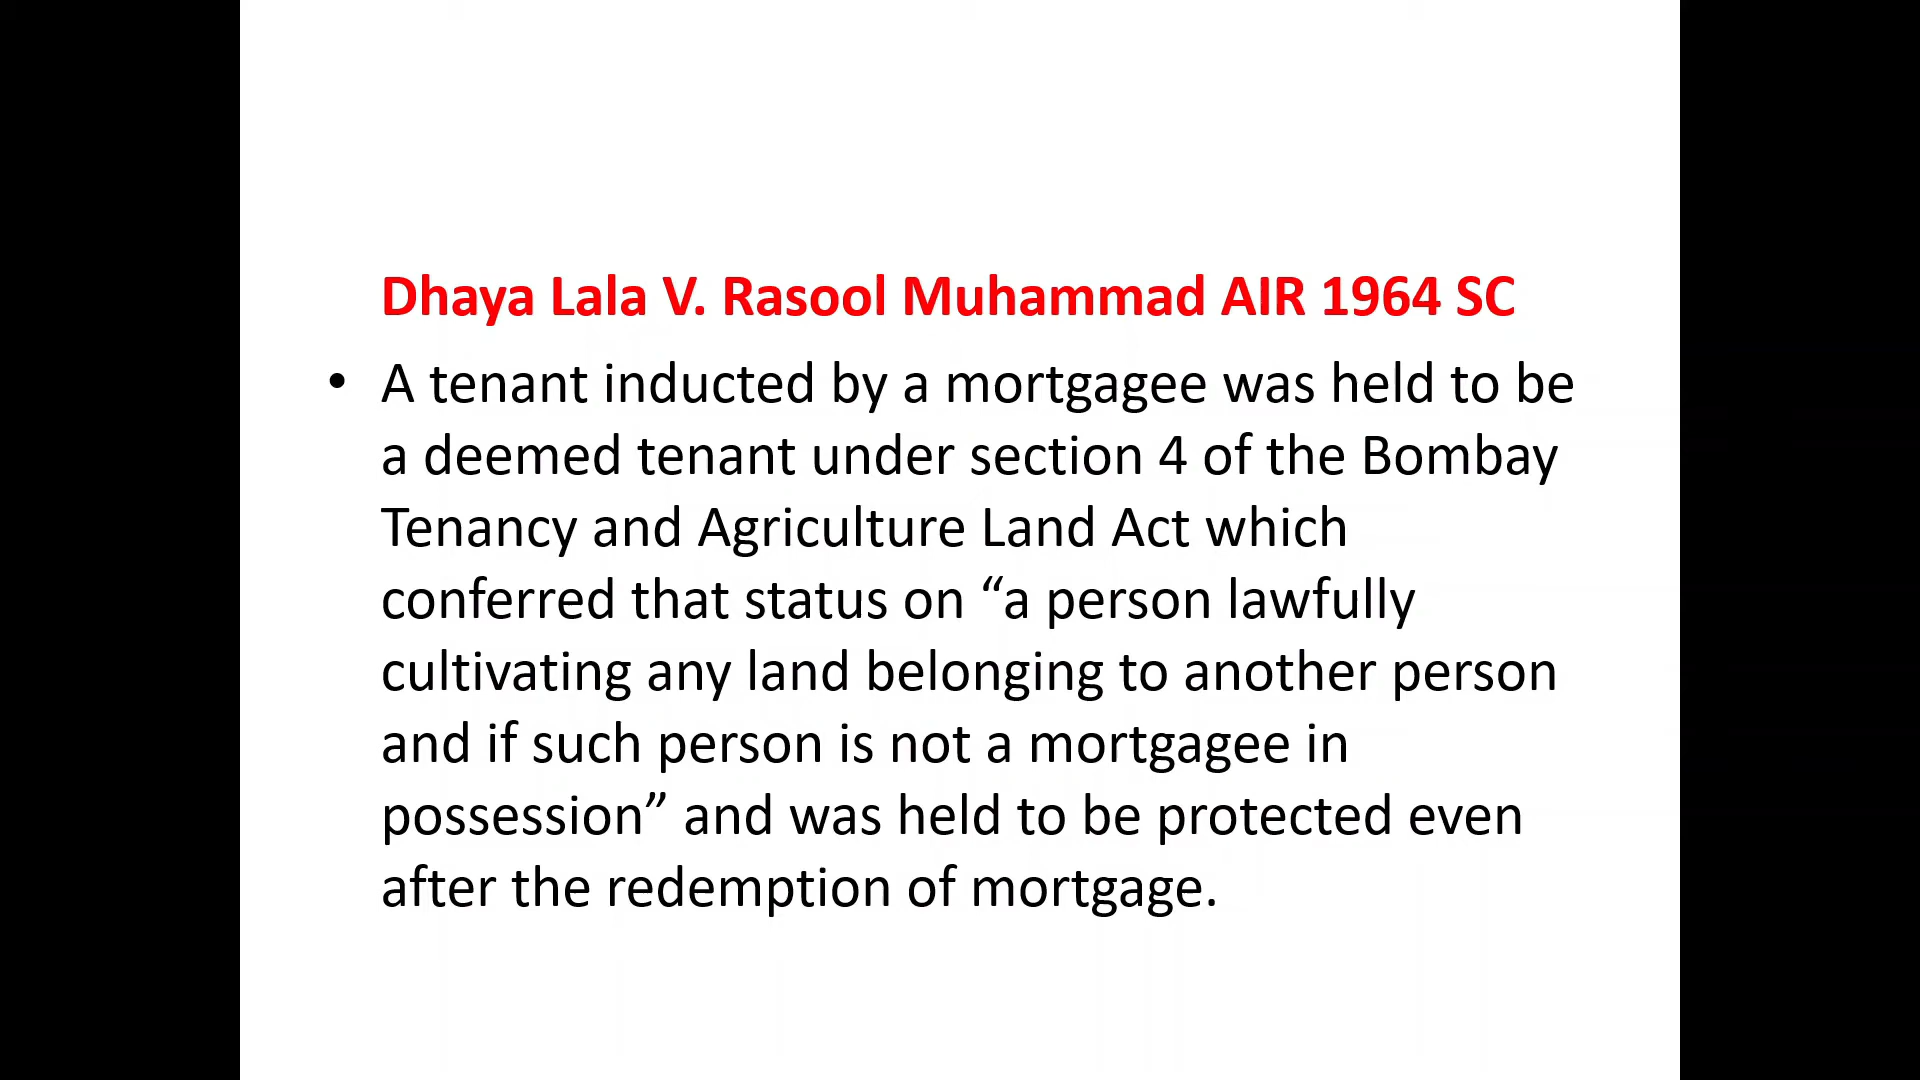 Dhaya Lala V. Rasool Muhammad AIR 1964 SC
• A tenant inducted by a mortgagee was held to be
a deemed tenant under section 4 of the Bombay
Tenancy and Agriculture Land Act which
conferred that status on “a person lawfully
cultivating any land belonging to another person
and if such person is not a mortgagee in
possession” and was held to be protected even
after the redemption of mortgage.